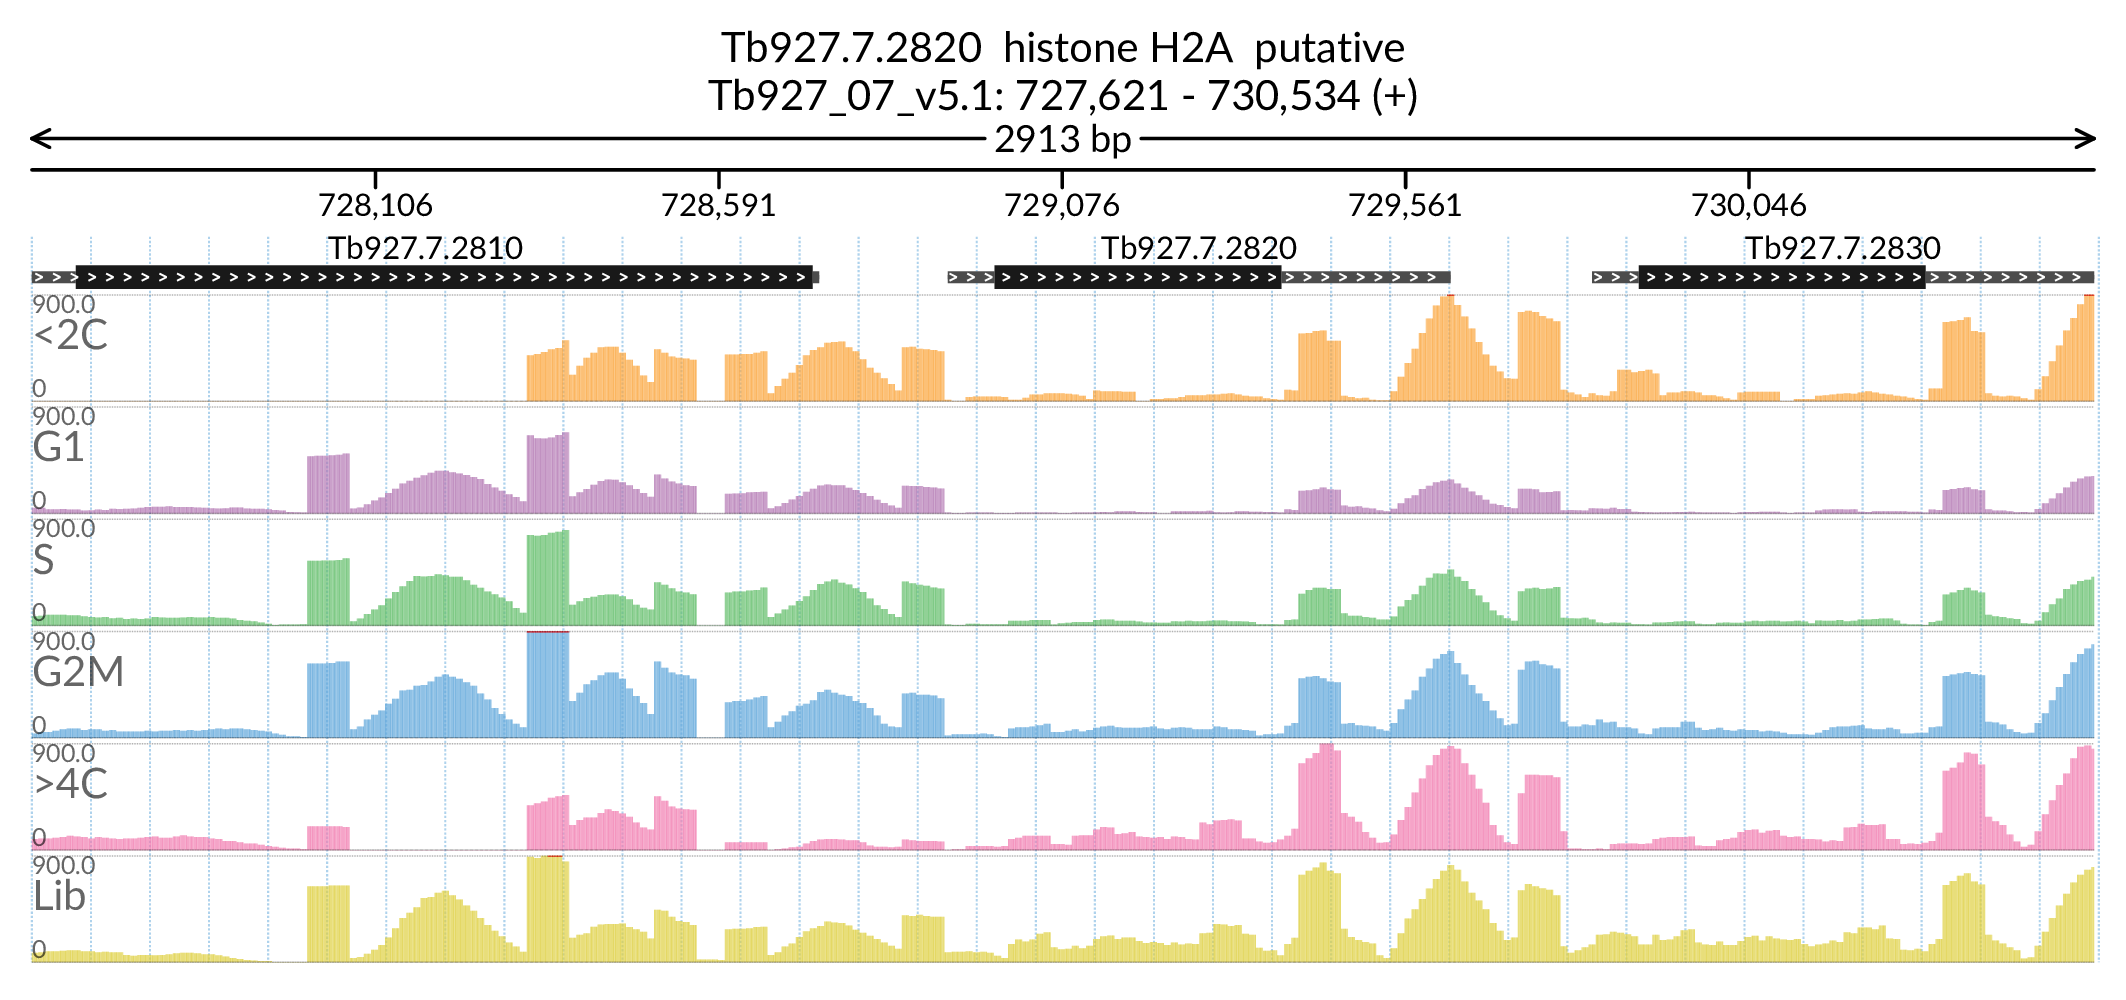 Tb927.7.2820  histone H2A  putative
Tb927_07_v5.1: 727,621 - 730,534 (+)
2913 bp
728,106 728,591 729,076 729,561 730,046
Tb927.7.2810 Tb927.7.2820 Tb927.7.2830
900.0
<2C
0
900.0
G1
0
900.0
S
0
900.0
G2M
0
900.0
>4C
0
900.0
Lib
0